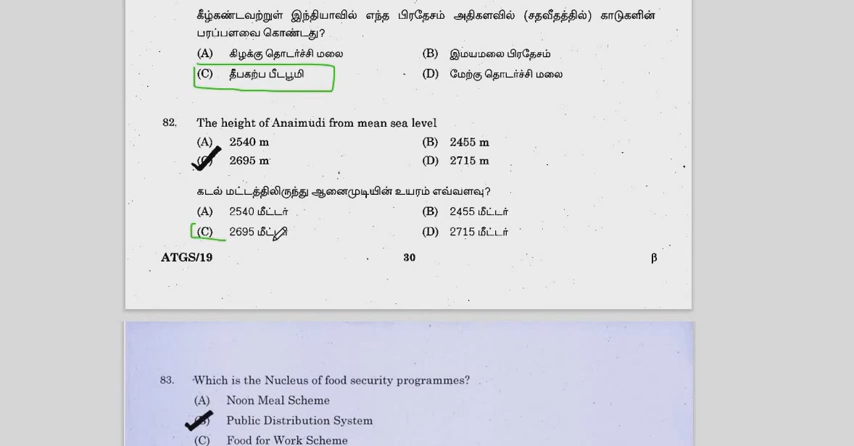 கீழ்கண்டவற்றுள் இந்தியாவில் எந்த பிரதேசம் அதிகளவில் (சதவீதத்தில்) காடுகளின்
பரப்பளவை கொண்டது?
(A) கிழக்கு தொடர்ச்சி மலை (B) இமயமலை பிரதேசம்
(C) தீபகற்ப பீடபூமி (D) மேற்கு தொடர்ச்சி மலை
82. The height of Anaimudi from mean sea level
(A) 2540 m (B) 2455 m
(C) 2695 m (D) 2715 m
கடல் மட்டத்திலிருந்து ஆனைமுடியின் உயரம் எவ்வளவு?
(A) 2540 மீட்டர் (B) 2455 மீட்டர்
(C) 2695 (D) 2715 மீட்டர்
ATGS/19 30 β
83. Which is the Nucleus of food security programmes?
(A) Noon Meal Scheme
(B) Public Distribution System
(C) Food for Work Scheme